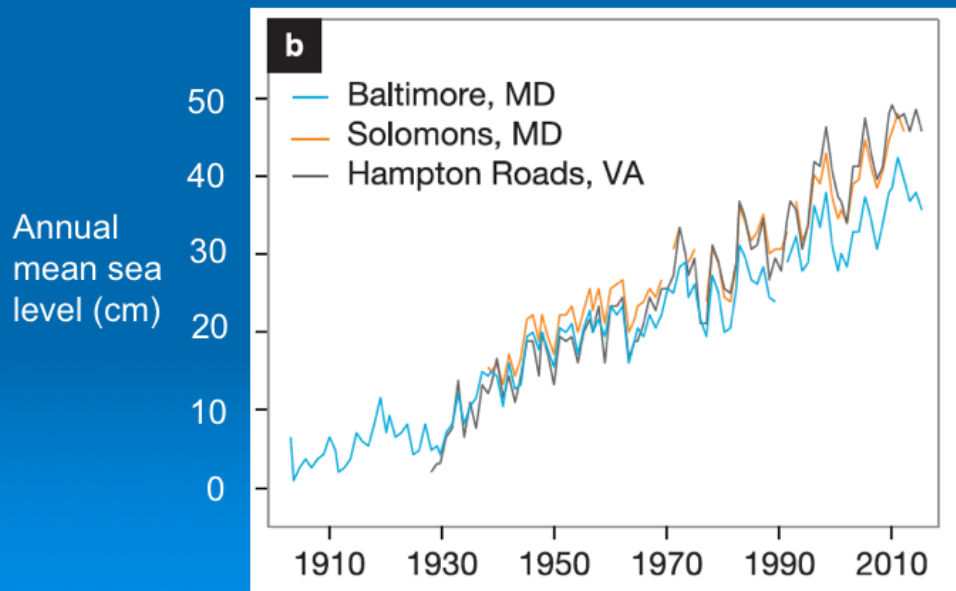 b
Baltimore, MD
Solomons, MD
Hampton Roads, VA
Annual
mean sea
level (cm)
50
40
30
20
10
0
1910 1930 1950 1970 1990 2010